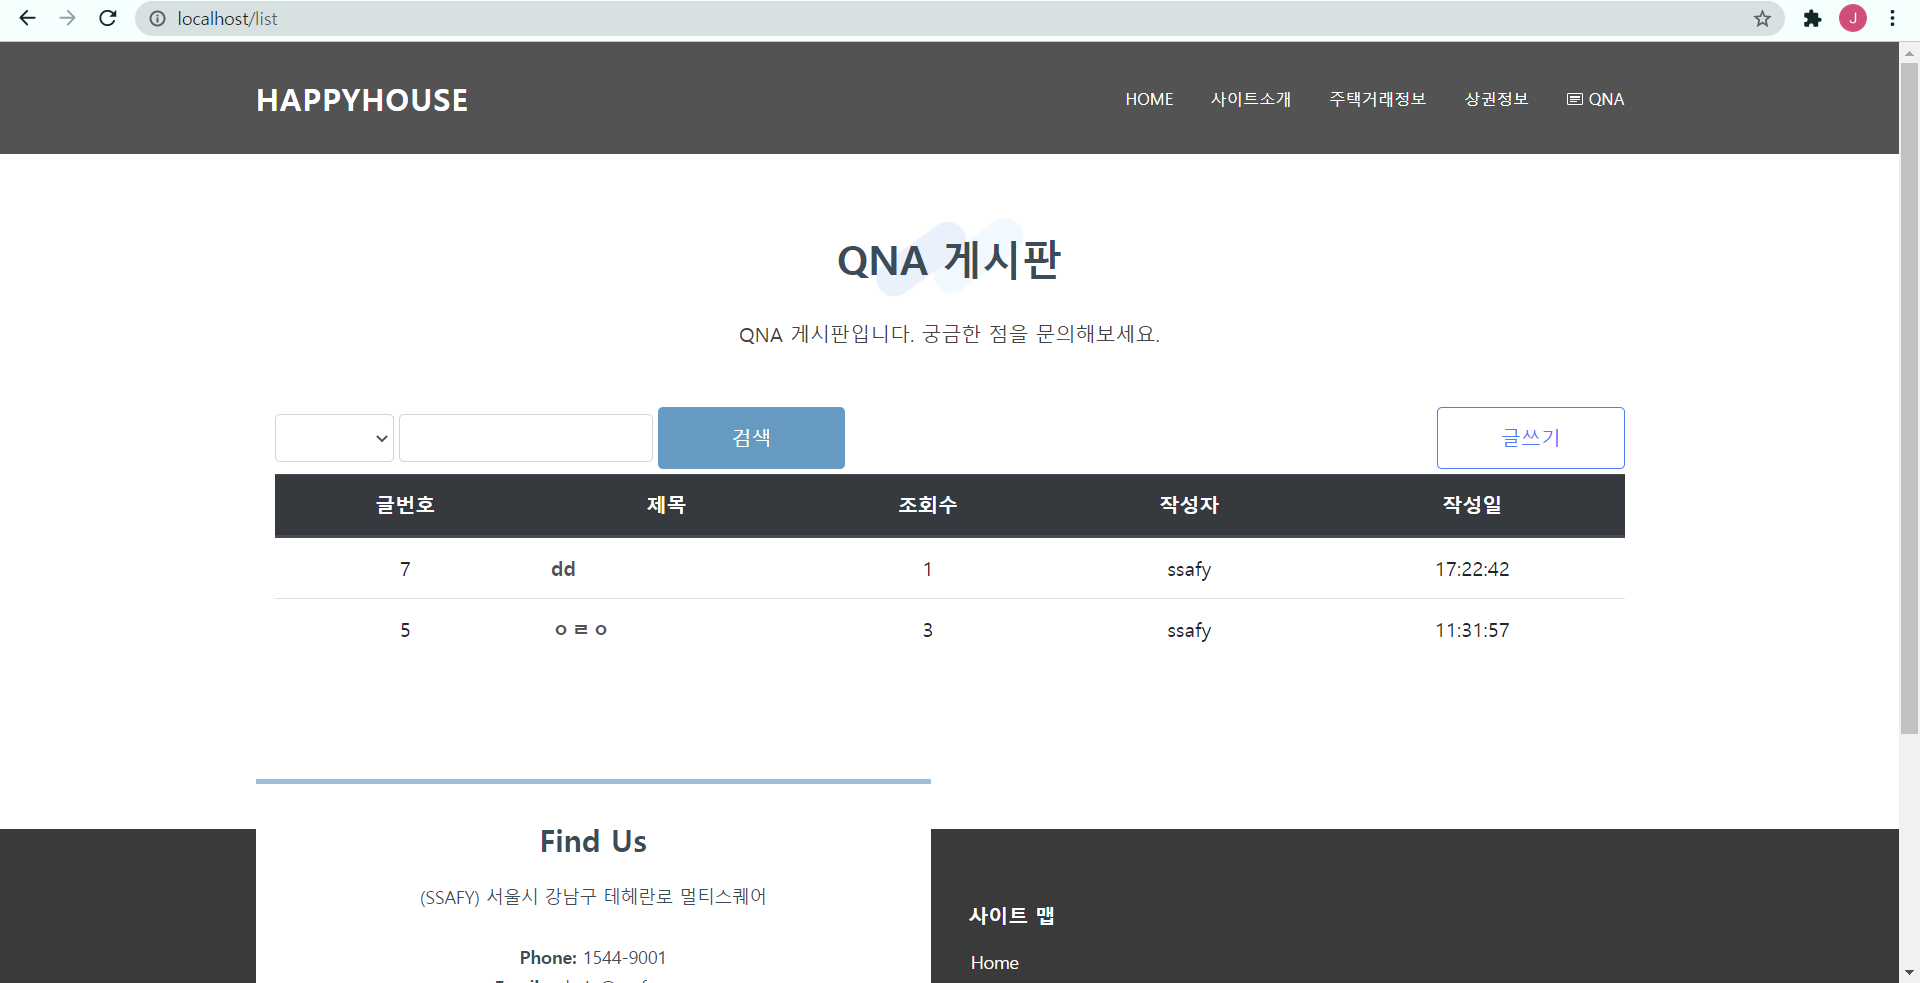 localhost/list
J
HAPPYHOUSE
HOME 사이트소개 주택거래정보 상권정보 QNA
QNA 게시판
QNA 게시판입니다. 궁금한 점을 문의해보세요.
검색 글쓰기
글번호 제목 조회수 작성자 작성일
7 dd 1 ssafy 17:22:42
5 ㅇㄹㅇ 3 ssafy 11:31:57
Find Us
(SSAFY) 서울시 강남구 테헤란로 멀티스퀘어
Phone: 1544-9001
사이트 맵
Home